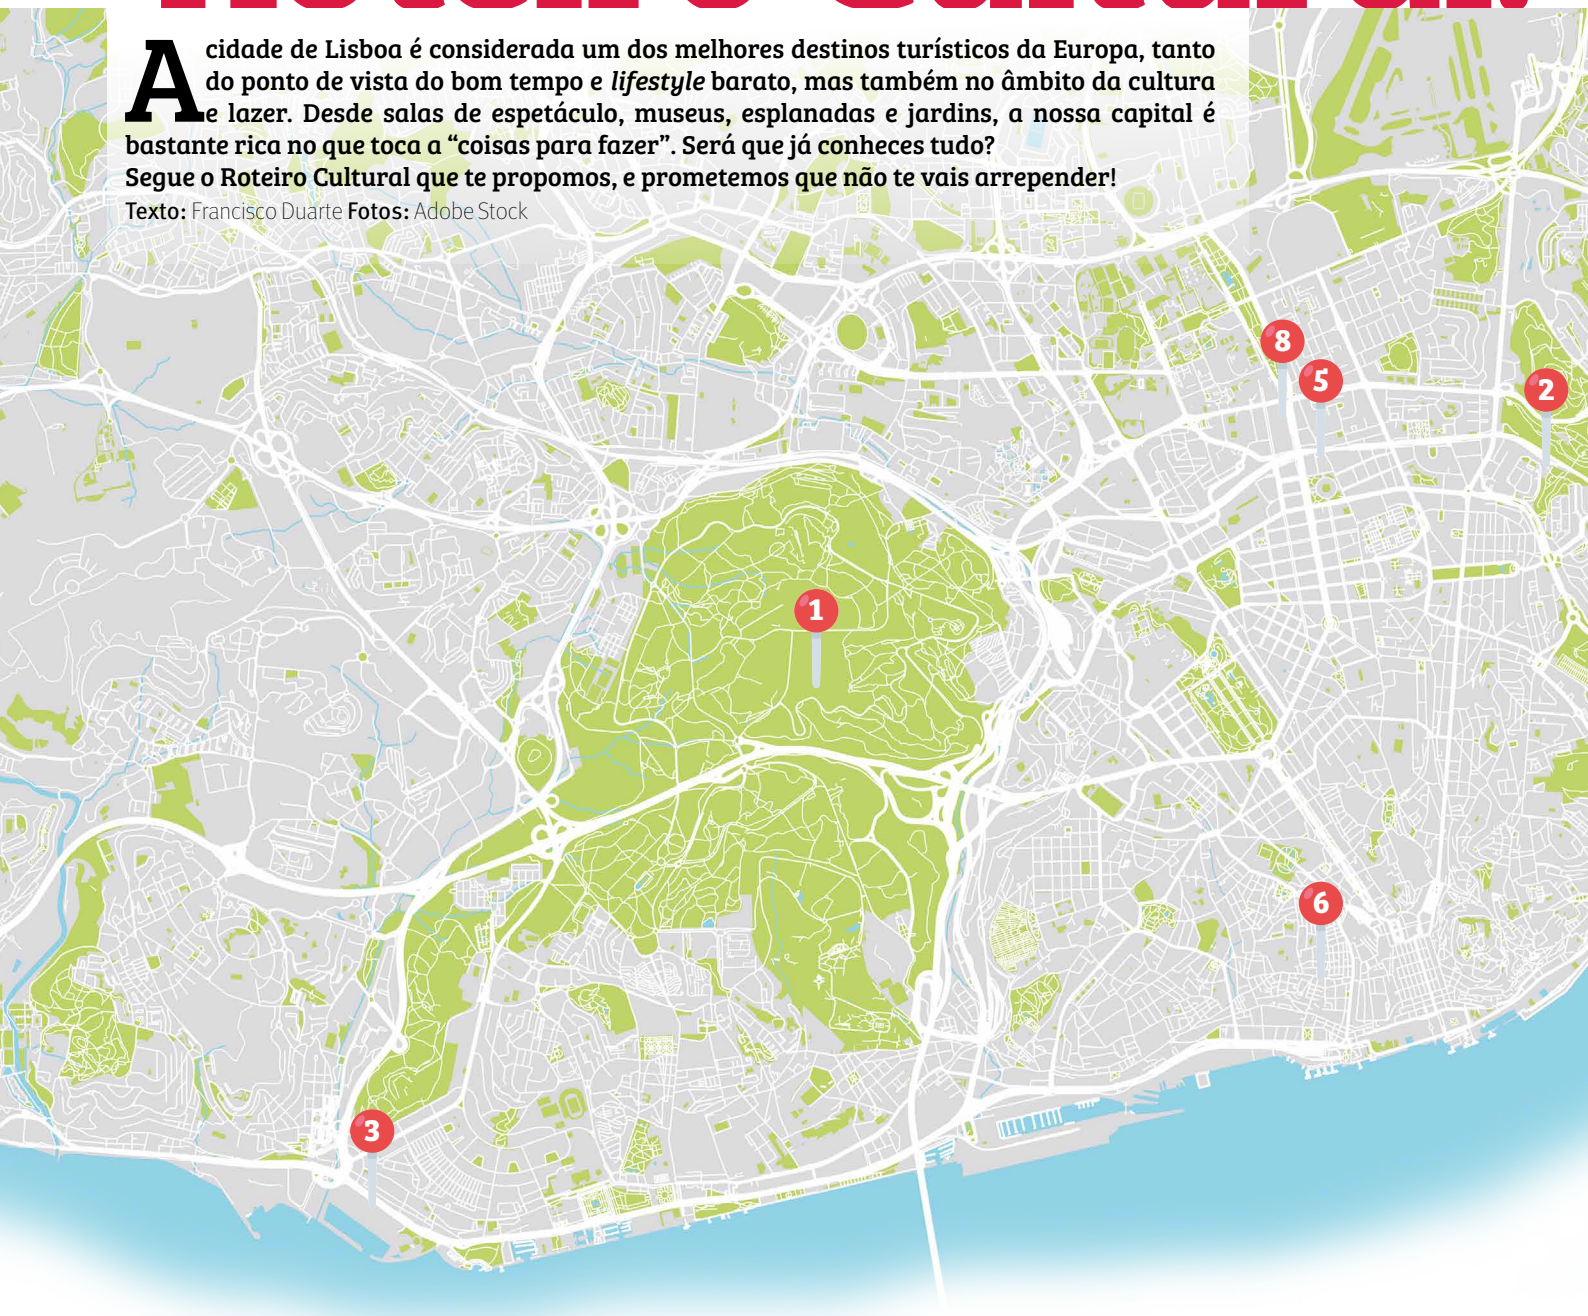 A cidade de Lisboa é considerada um dos melhores destinos turísticos da Europa, tanto
do ponto de vista do bom tempo e lifestyle barato, mas também no âmbito da cultura
e lazer. Desde salas de espetáculo, museus, esplanadas e jardins, a nossa capital é
bastante rica no que toca a “coisas para fazer”. Será que já conheces tudo?
Segue o Roteiro Cultural que te propomos, e prometemos que não te vais arrepender!
Texto: Francisco Duarte Fotos: Adobe Stock
8
5
2
1
6
3